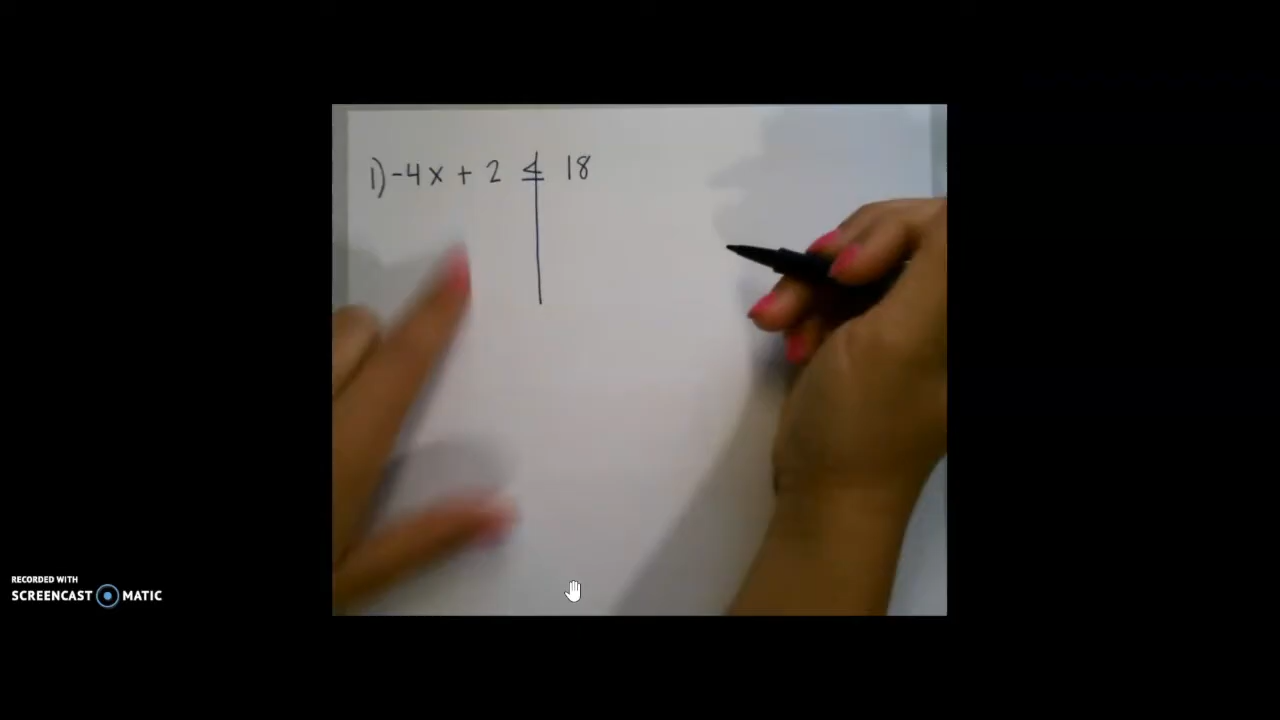 1) -4x + 2 ≤ 18
RECORDED WITH
SCREENCAST MATIC